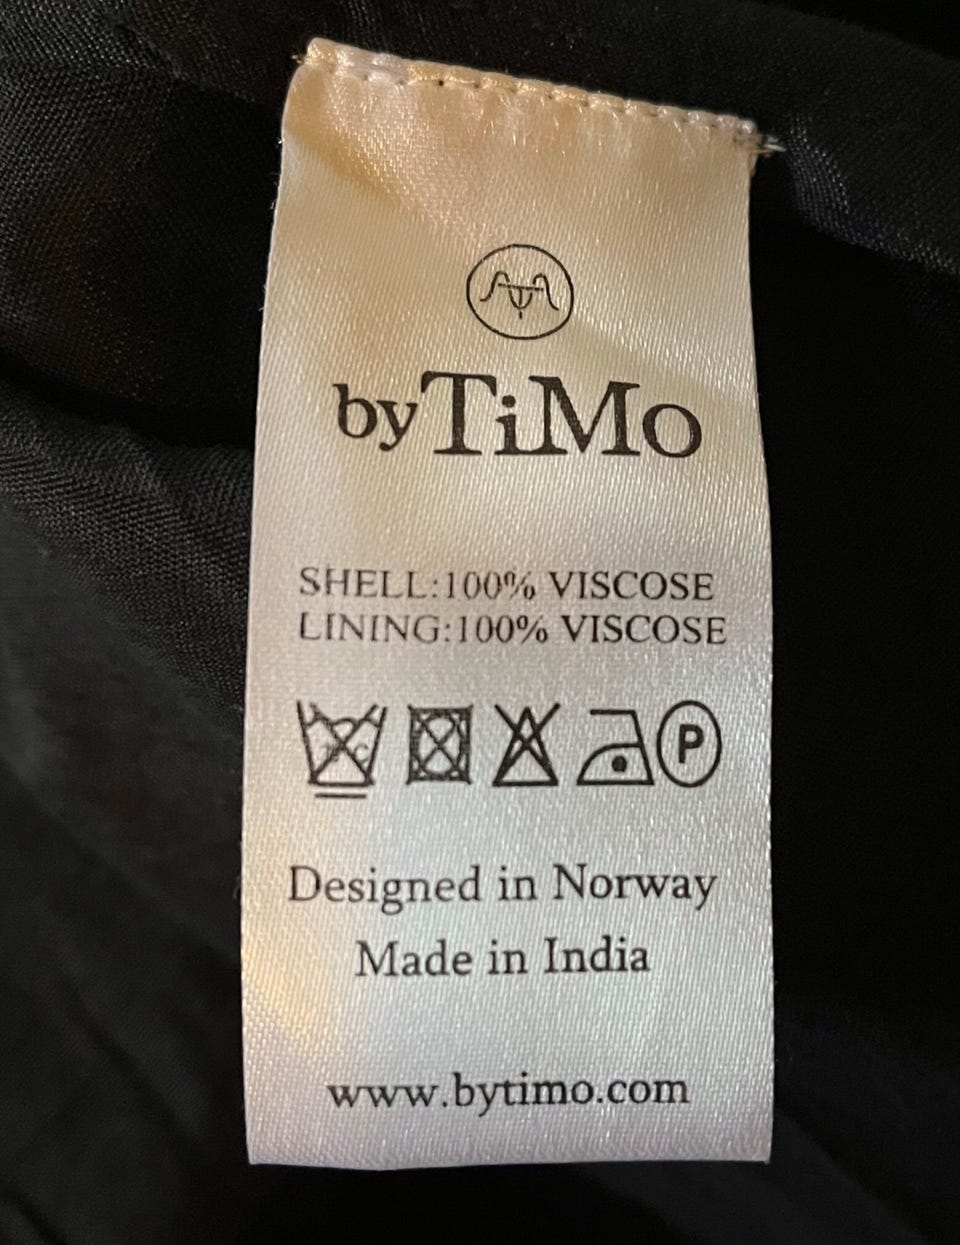 byTiMo
SHELL:100% VISCOSE
LINING:100% VISCOSE
P
Designed in Norway
Made in India
www.bytimo.com